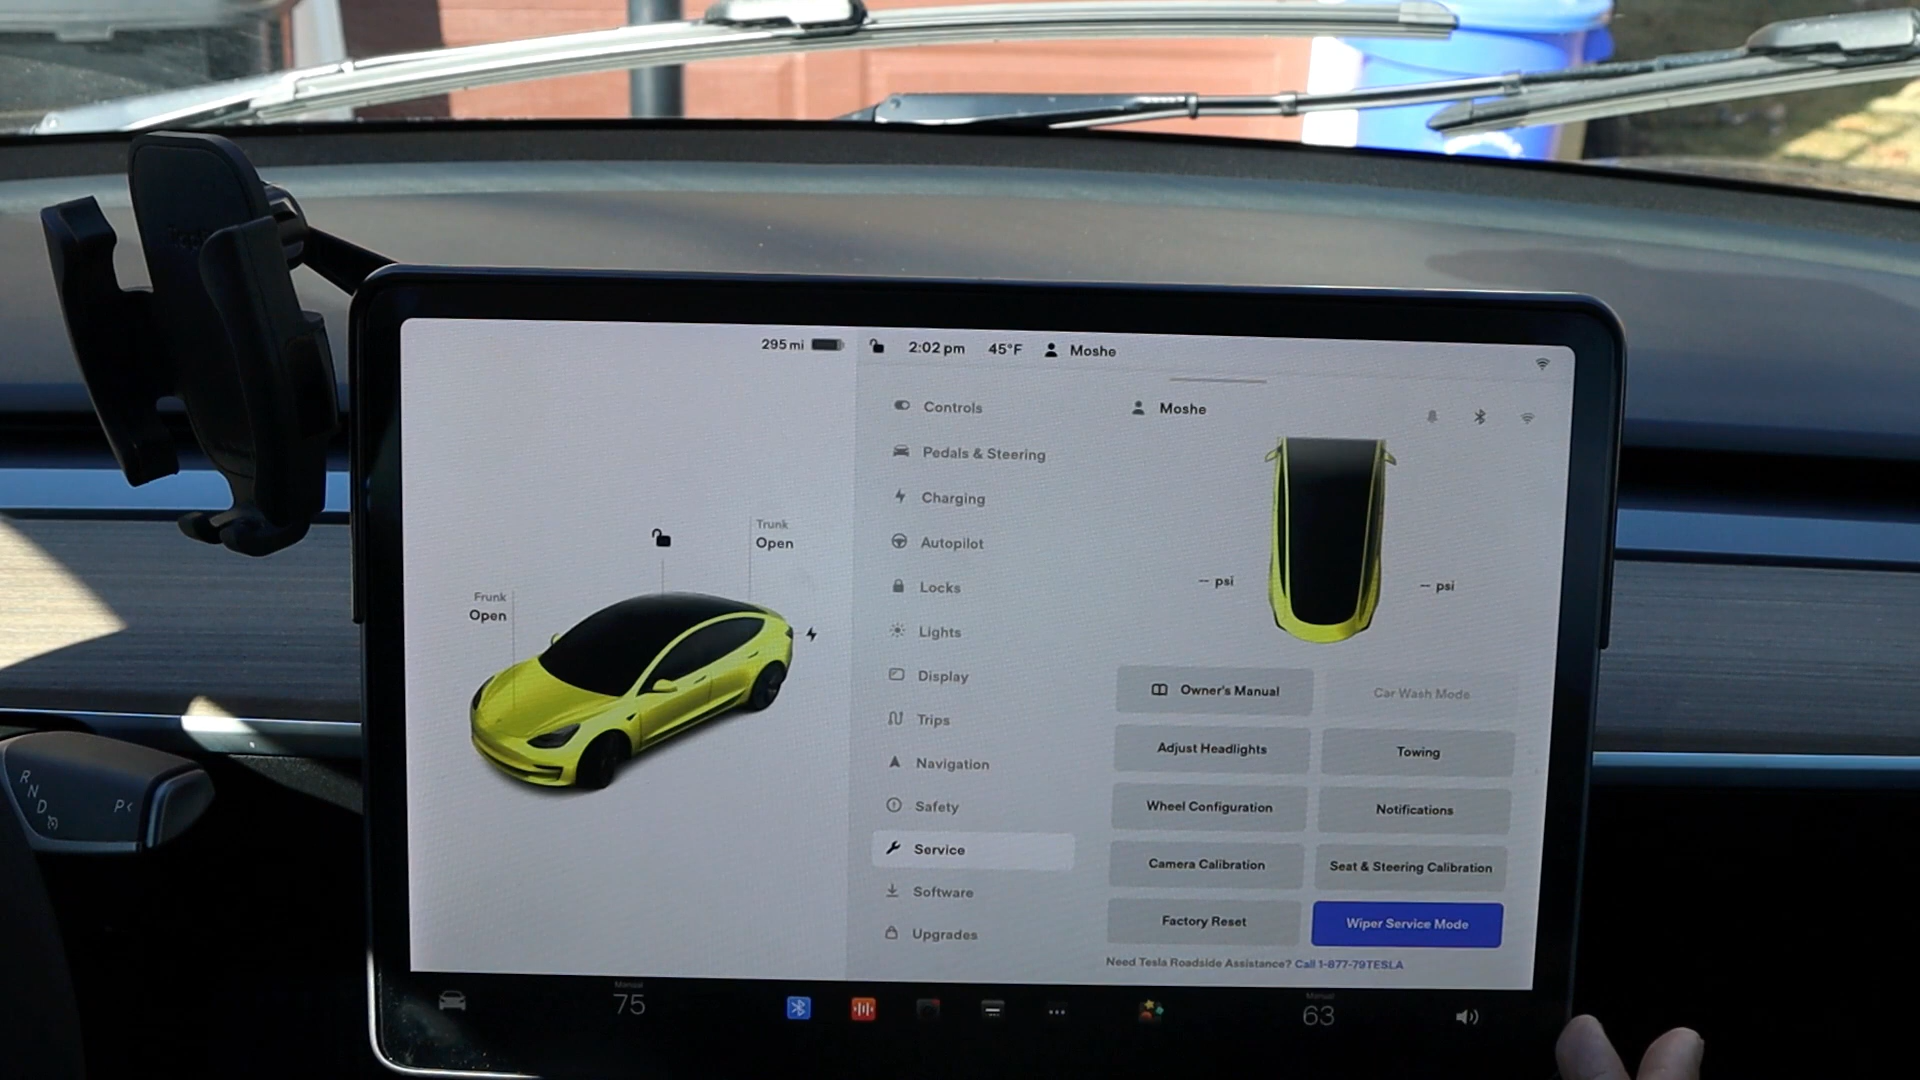 295 mi
2:02 pm 45°F Moshe
Trunk
Open
Frunk
Open
Controls
Pedals & Steering
Charging
Autopilot
Locks
Lights
Display
Trips
Navigation
Safety
Service
Software
Upgrades
Moshe
-- psi
-- psi
Owner's Manual
Car Wash Mode
Adjust Headlights
Towing
Wheel Configuration
Notifications
Camera Calibration
Seat & Steering Calibration
Factory Reset
Wiper Service Mode
Need Tesla Roadside Assistance? Call 1-877-79TESLA
Manual
75
Manual
63
R
N
D
P<